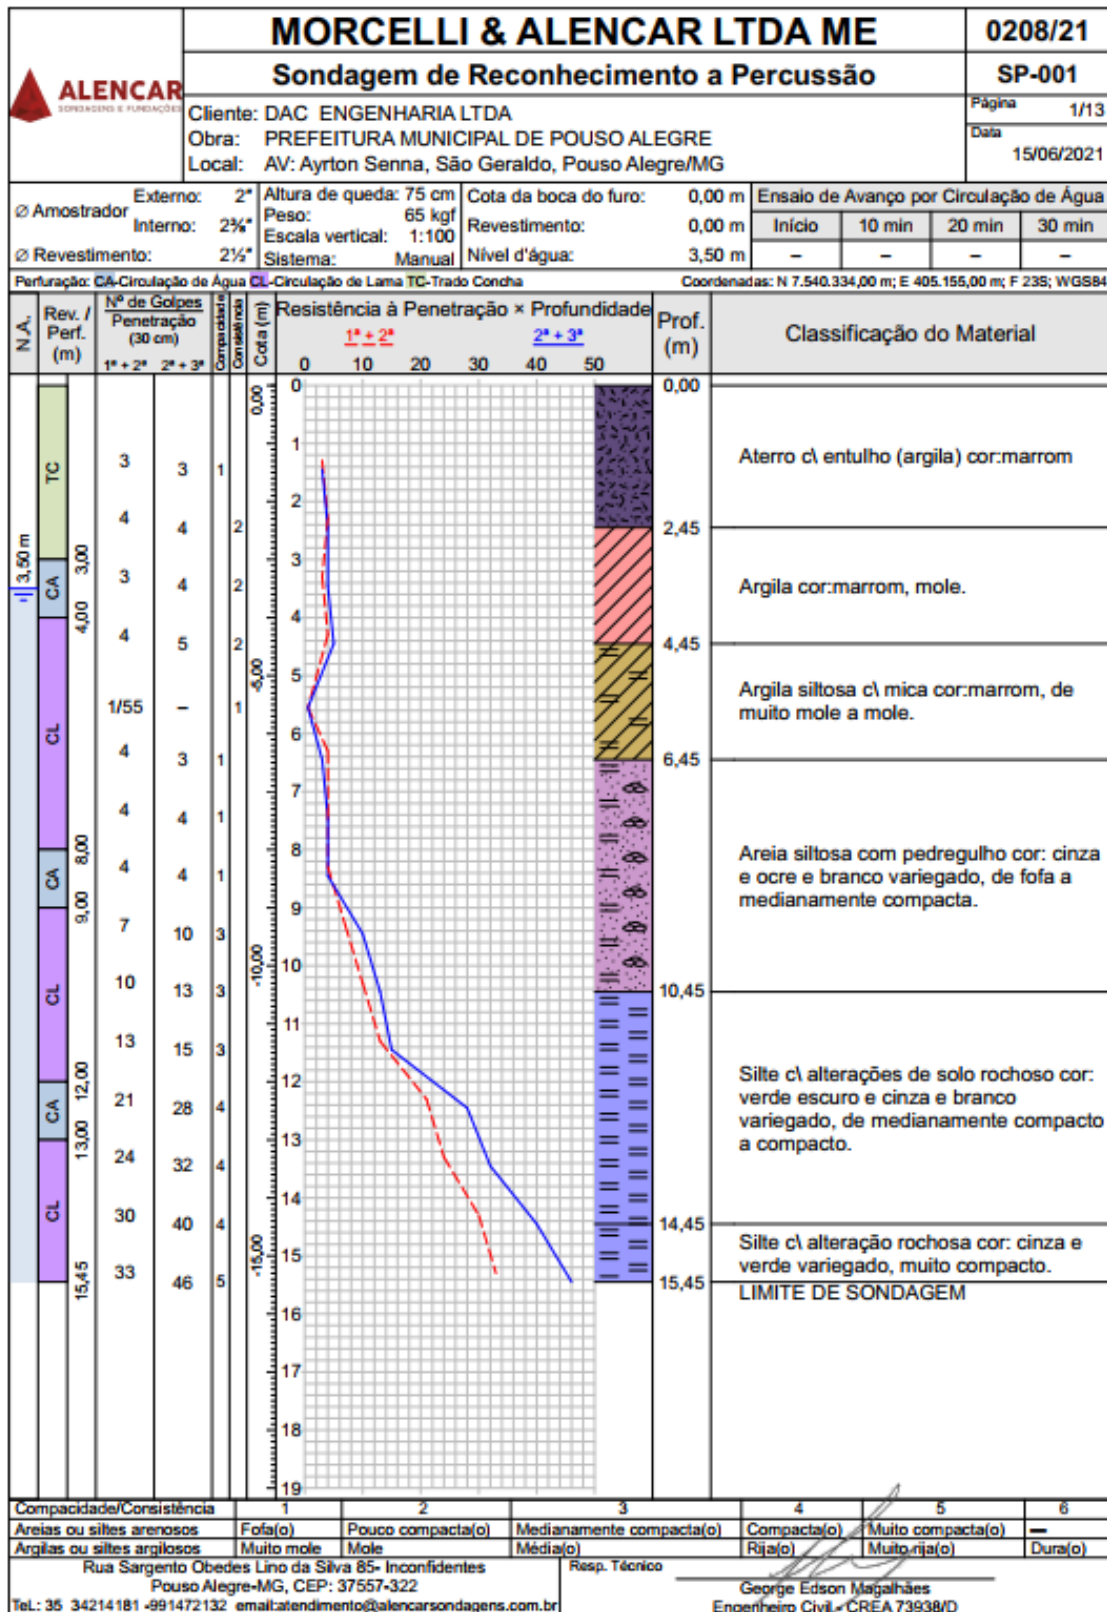 MORCELLI & ALENCAR LTDA ME
0208/21
ALENCAR
SONDAGENS & FUNDAÇÕES
Sondagem de Reconhecimento a Percussão
SP-001
Cliente: DAC ENGENHARIA LTDA
Obra: PREFEITURA MUNICIPAL DE POUSO ALEGRE
Local: AV: Ayrton Senna, São Geraldo, Pouso Alegre/MG
Página 1/13
Data
15/06/2021
Ø Amostrador Externo: 2"
Interno: 2⅜"
Ø Revestimento: 2½"
Altura de queda: 75 cm
Peso: 65 kgf
Escala vertical: 1:100
Sistema: Manual
Cota da boca do furo: 0,00 m
Revestimento: 0,00 m
Nível d'água: 3,50 m
Ensaio de Avanço por Circulação de Água
Início 10 min 20 min 30 min
– – – –
Perfuração: CA-Circulação de Água CL-Circulação de Lama TC-Trado Concha
Coordenadas: N 7.540.334,00 m; E 405.155,00 m; F 23S; WGS84
N.A.
Rev. / Perf. (m)
Nº de Golpes
Penetração
(30 cm)
1ª + 2ª 2ª + 3ª
Compacidade
Consistência
Cota (m)
Resistência à Penetração × Profundidade
1ª + 2ª 2ª + 3ª
0 10 20 30 40 50
Prof. (m)
Classificação do Material
3,50 m
TC
3,00
CA
4,00
CL
8,00
CA
9,00
CL
12,00
CA
13,00
CL
15,45
3 3 1
4 4 2
3 4 2
4 5 2
1/55 – 1
4 3 1
4 4 1
4 4 1
7 10 3
10 13 3
13 15 3
21 28 4
24 32 4
30 40 4
33 46 5
0,00
-5,00
-10,00
-15,00
0
1
2
3
4
5
6
7
8
9
10
11
12
13
14
15
16
17
18
19
0,00
Aterro c\ entulho (argila) cor:marrom
2,45
Argila cor:marrom, mole.
4,45
Argila siltosa c\ mica cor:marrom, de
muito mole a mole.
6,45
Areia siltosa com pedregulho cor: cinza
e ocre e branco variegado, de fofa a
medianamente compacta.
10,45
Silte c\ alterações de solo rochoso cor:
verde escuro e cinza e branco
variegado, de medianamente compacto
a compacto.
14,45
Silte c\ alteração rochosa cor: cinza e
verde variegado, muito compacto.
15,45
LIMITE DE SONDAGEM
Compacidade/Consistência 1 2 3 4 5 6
Areias ou siltes arenosos Fofa(o) Pouco compacta(o) Medianamente compacta(o) Compacta(o) Muito compacta(o) —
Argilas ou siltes argilosos Muito mole Mole Média(o) Rija(o) Muito rija(o) Dura(o)
Rua Sargento Obedes Lino da Silva 85- Inconfidentes
Pouso Alegre-MG, CEP: 37557-322
TeL: 35 34214181 -991472132 email:atendimento@alencarsondagens.com.br
Resp. Técnico
George Edson Magalhães
Engenheiro Civil - CREA 73938/D